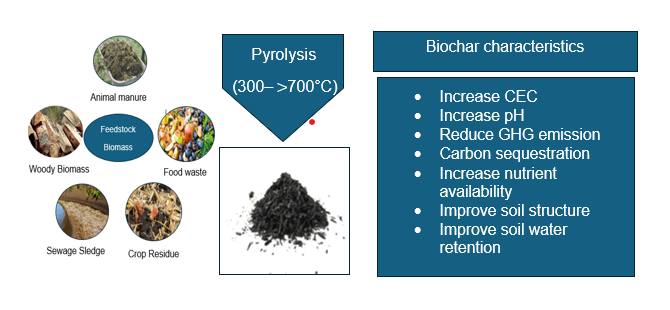 Animal manure
Feedstock
Biomass
Woody Biomass
Food waste
Sewage Sledge
Crop Residue
Pyrolysis
(300– >700°C)
Biochar characteristics
• Increase CEC
• Increase pH
• Reduce GHG emission
• Carbon sequestration
• Increase nutrient
availability
• Improve soil structure
• Improve soil water
retention